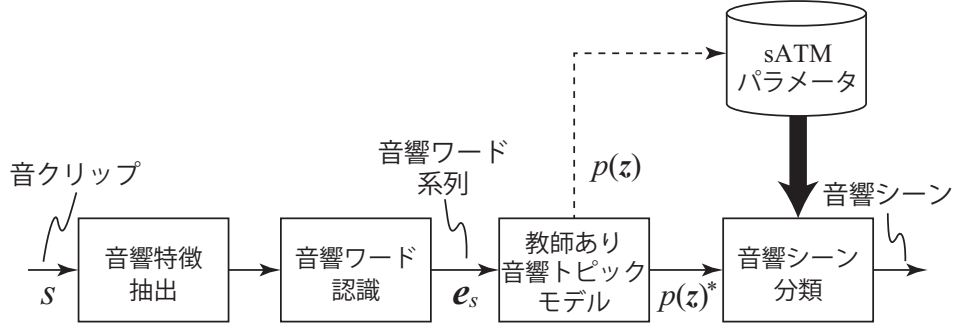 sATM
パラメータ
音クリップ
音響ワード
系列
p(z)
音響シーン
s
音響特徴
抽出
音響ワード
認識
e_s
教師あり
音響トピック
モデル
p(z)*
音響シーン
分類